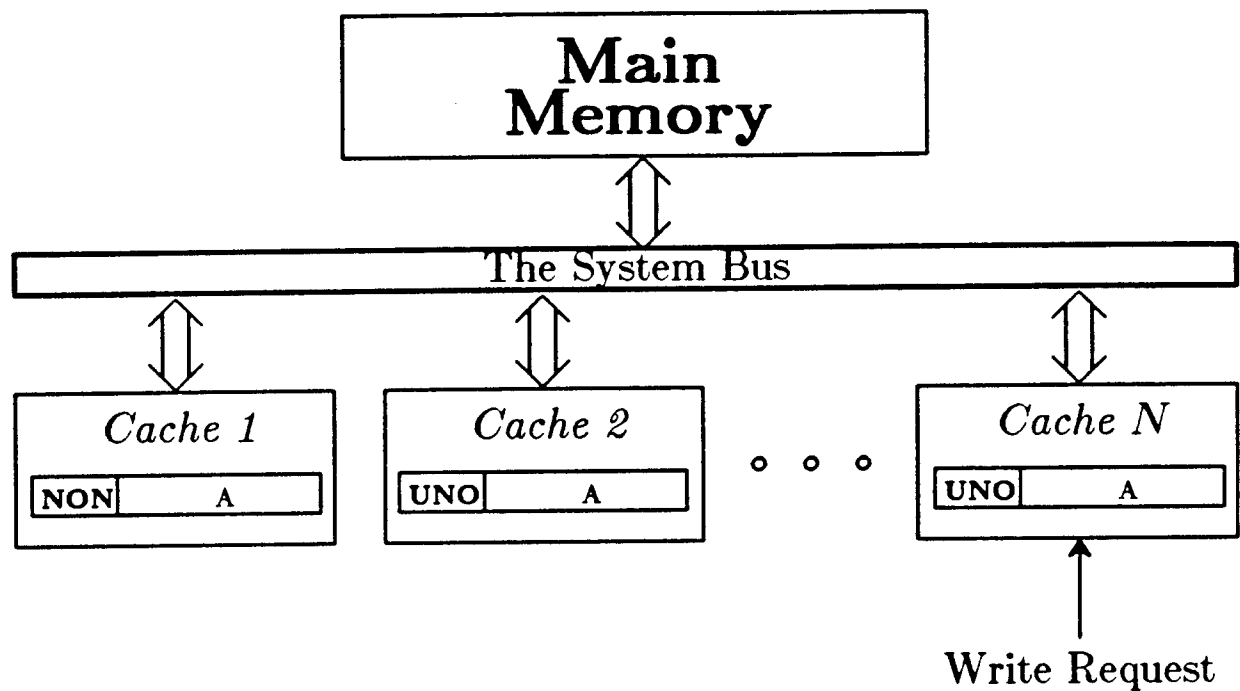 Main
Memory
The System Bus
Cache 1
Cache 2
Cache N
NON A
UNO A
UNO A
Write Request